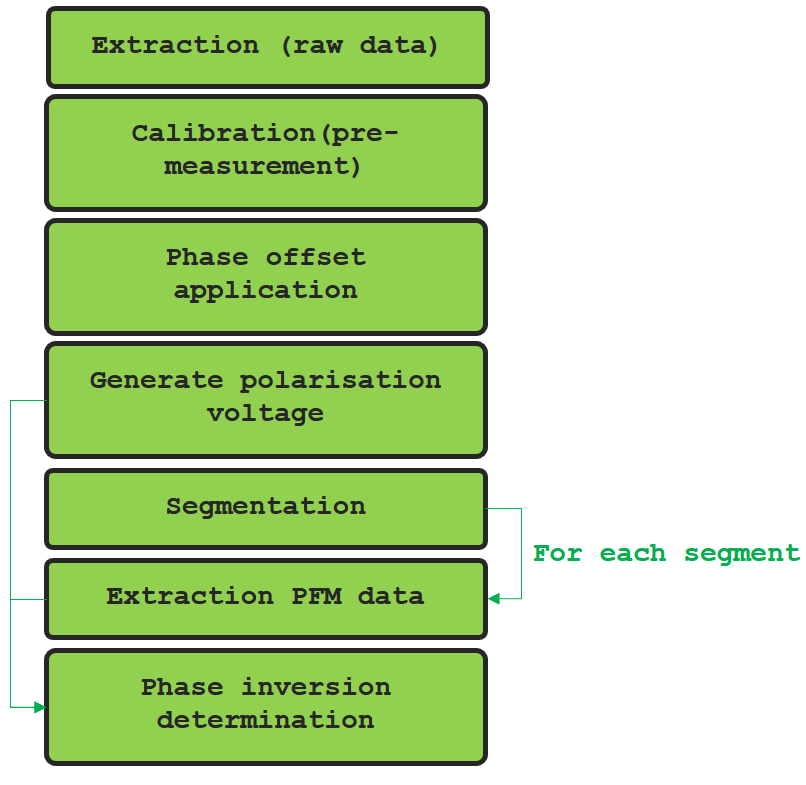 Extraction (raw data)
Calibration(pre-
measurement)
Phase offset
application
Generate polarisation
voltage
Segmentation
For each segment
Extraction PFM data
Phase inversion
determination